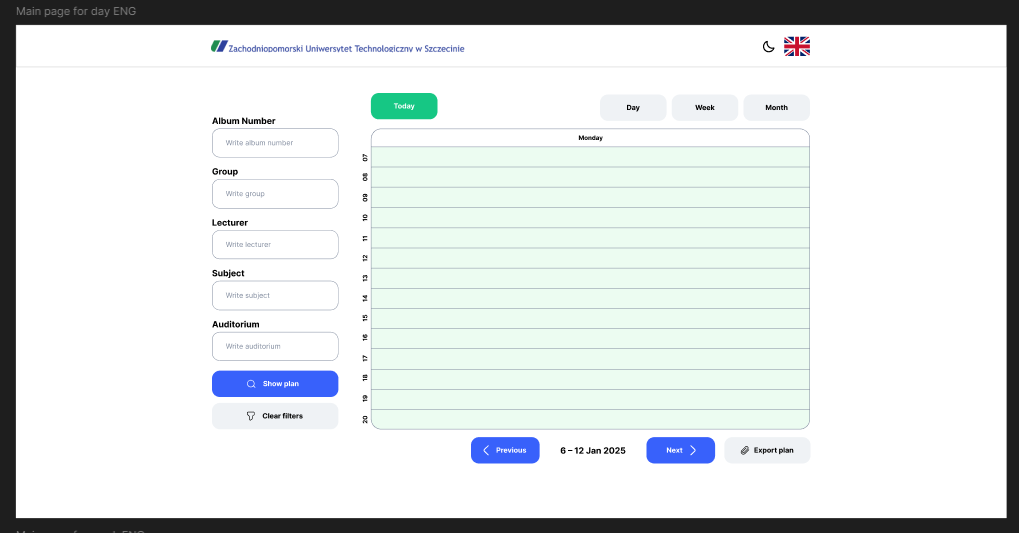 Main page for day ENG
Zachodniopomorski Uniwersytet Technologiczny w Szczecinie
Today
Day
Week
Month
Album Number
Write album number
Group
Write group
Lecturer
Write lecturer
Subject
Write subject
Auditorium
Write auditorium
Show plan
Clear filters
Monday
07
08
09
10
11
12
13
14
15
16
17
18
19
20
Previous
6 – 12 Jan 2025
Next
Export plan